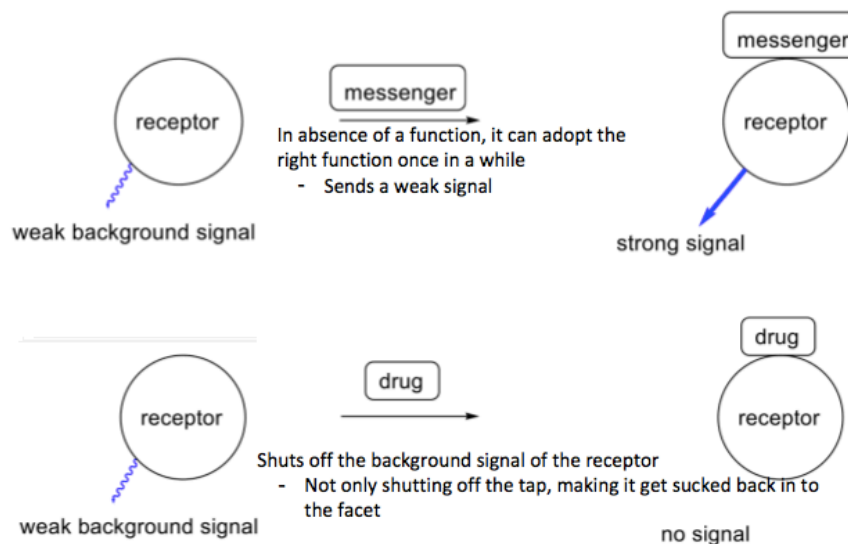 messenger
receptor
messenger
receptor
In absence of a function, it can adopt the
right function once in a while
- Sends a weak signal
weak background signal
strong signal
drug
receptor
drug
receptor
Shuts off the background signal of the receptor
- Not only shutting off the tap, making it get sucked back in to
the facet
weak background signal
no signal